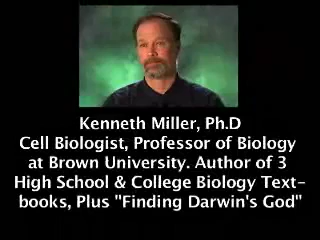 Kenneth Miller, Ph.D
Cell Biologist, Professor of Biology
at Brown University. Author of 3
High School & College Biology Text-
books, Plus "Finding Darwin's God"